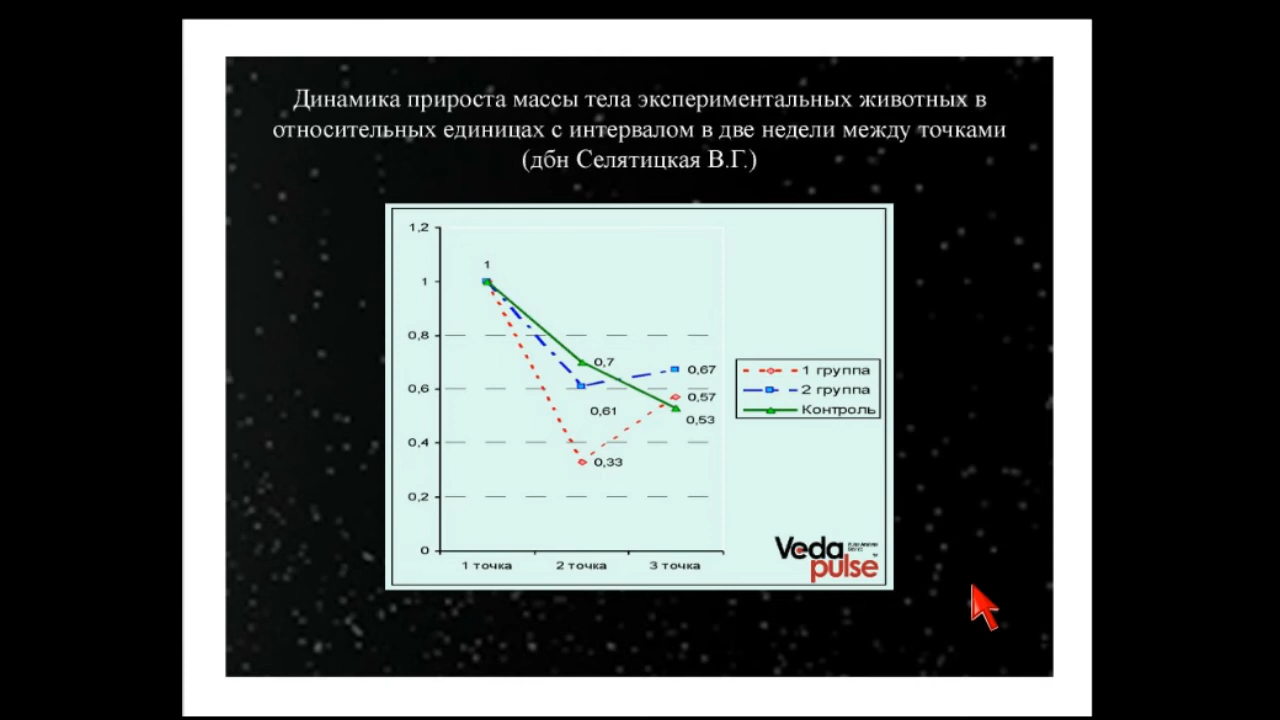 Динамика прироста массы тела экспериментальных животных в
относительных единицах с интервалом в две недели между точками
(дбн Селятицкая В.Г.)
1,2
1
0,8
0,6
0,4
0,2
0
1
0,7
0,61
0,33
0,67
0,57
0,53
1 точка 2 точка 3 точка
1 группа
2 группа
Контроль
Veda
pulse